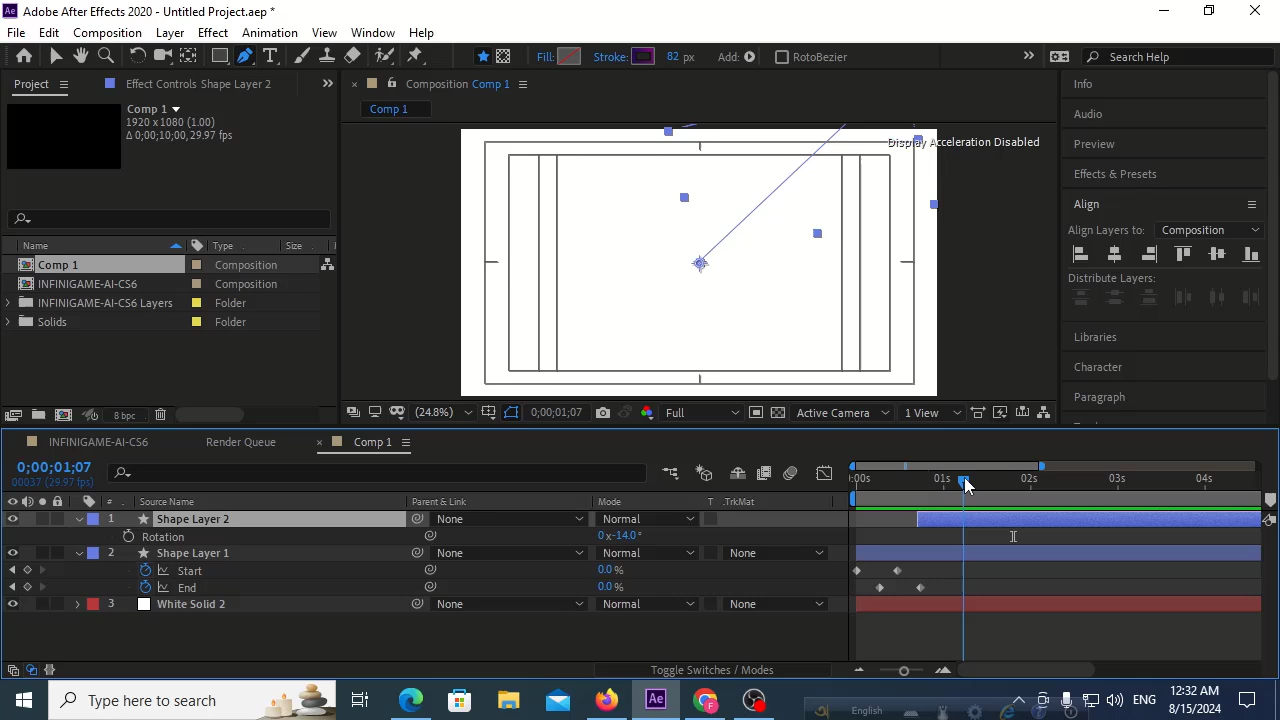 Adobe After Effects 2020 - Untitled Project.aep *
File Edit Composition Layer Effect Animation View Window Help
Fill: Stroke: 82 px Add: RotoBezier Search Help
Project Effect Controls Shape Layer 2
Composition Comp 1
Comp 1
Comp 1
1920 x 1080 (1.00)
Δ 0;00;10;00, 29.97 fps
Name Type Size
Comp 1 Composition
INFINIGAME-AI-CS6 Composition
INFINIGAME-AI-CS6 Layers Folder
Solids Folder
8 bpc
Display Acceleration Disabled
(24.8%) 0;00;01;07 Full Active Camera 1 View
Info
Audio
Preview
Effects & Presets
Align
Align Layers to: Composition
Distribute Layers:
Libraries
Character
Paragraph
INFINIGAME-AI-CS6 Render Queue Comp 1
0;00;01;07
00037 (29.97 fps)
:00s 01s 02s 03s 04s
# Source Name Parent & Link Mode T .TrkMat
1 Shape Layer 2 None Normal
Rotation 0x-14.0°
2 Shape Layer 1 None Normal None
Start 0.0 %
End 0.0 %
3 White Solid 2 None Normal None
Toggle Switches / Modes
Type here to search
Ae
ENG
12:32 AM
8/15/2024
English